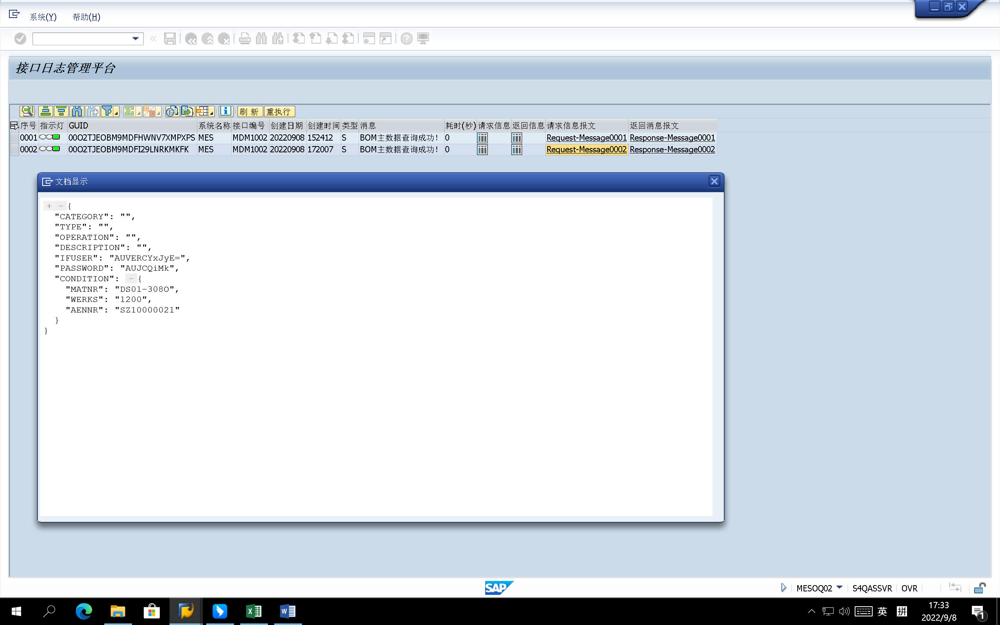 系统(Y) 帮助(H)
接口日志管理平台
刷 新 重执行
序号 指示灯 GUID 系统名称 接口编号 创建日期 创建时间 类型 消息 耗时(秒) 请求信息 返回信息 请求信息报文 返回消息报文
0001 00O2TJEOBM9MDFHWNV7XMPXPS MES MDM1002 20220908 152412 S BOM主数据查询成功! 0 Request-Message0001 Response-Message0001
0002 00O2TJEOBM9MDFI29LNRKMKFK MES MDM1002 20220908 172007 S BOM主数据查询成功! 0 Request-Message0002 Response-Message0002
文档显示
+ - {
"CATEGORY": "",
"TYPE": "",
"OPERATION": "",
"DESCRIPTION": "",
"IFUSER": "AUVERCYxJyE=",
"PASSWORD": "AUJCQiMk",
"CONDITION": - {
"MATNR": "DS01-308O",
"WERKS": "1200",
"AENNR": "SZ10000021"
}
}
SAP
MESOQ02 S4QASSVR OVR
英 拼 17:33
2022/9/8
1